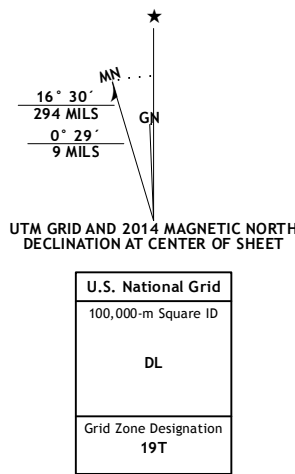 MN
16° 30´
294 MILS
GN
0° 29´
9 MILS
UTM GRID AND 2014 MAGNETIC NORTH
DECLINATION AT CENTER OF SHEET
U.S. National Grid
100,000-m Square ID
DL
Grid Zone Designation
19T